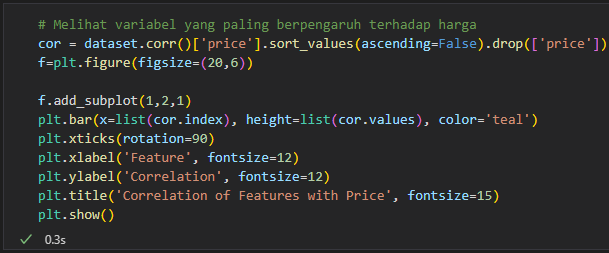 # Melihat variabel yang paling berpengaruh terhadap harga
cor = dataset.corr()['price'].sort_values(ascending=False).drop(['price'])
f=plt.figure(figsize=(20,6))
f.add_subplot(1,2,1)
plt.bar(x=list(cor.index), height=list(cor.values), color='teal')
plt.xticks(rotation=90)
plt.xlabel('Feature', fontsize=12)
plt.ylabel('Correlation', fontsize=12)
plt.title('Correlation of Features with Price', fontsize=15)
plt.show()
✓ 0.3s